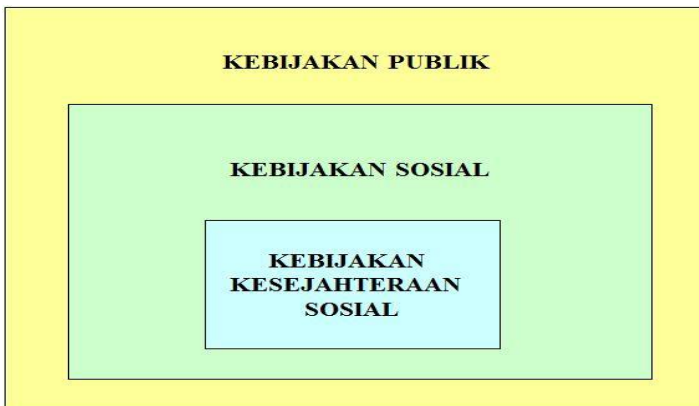 KEBIJAKAN PUBLIK
KEBIJAKAN SOSIAL
KEBIJAKAN
KESEJAHTERAAN
SOSIAL